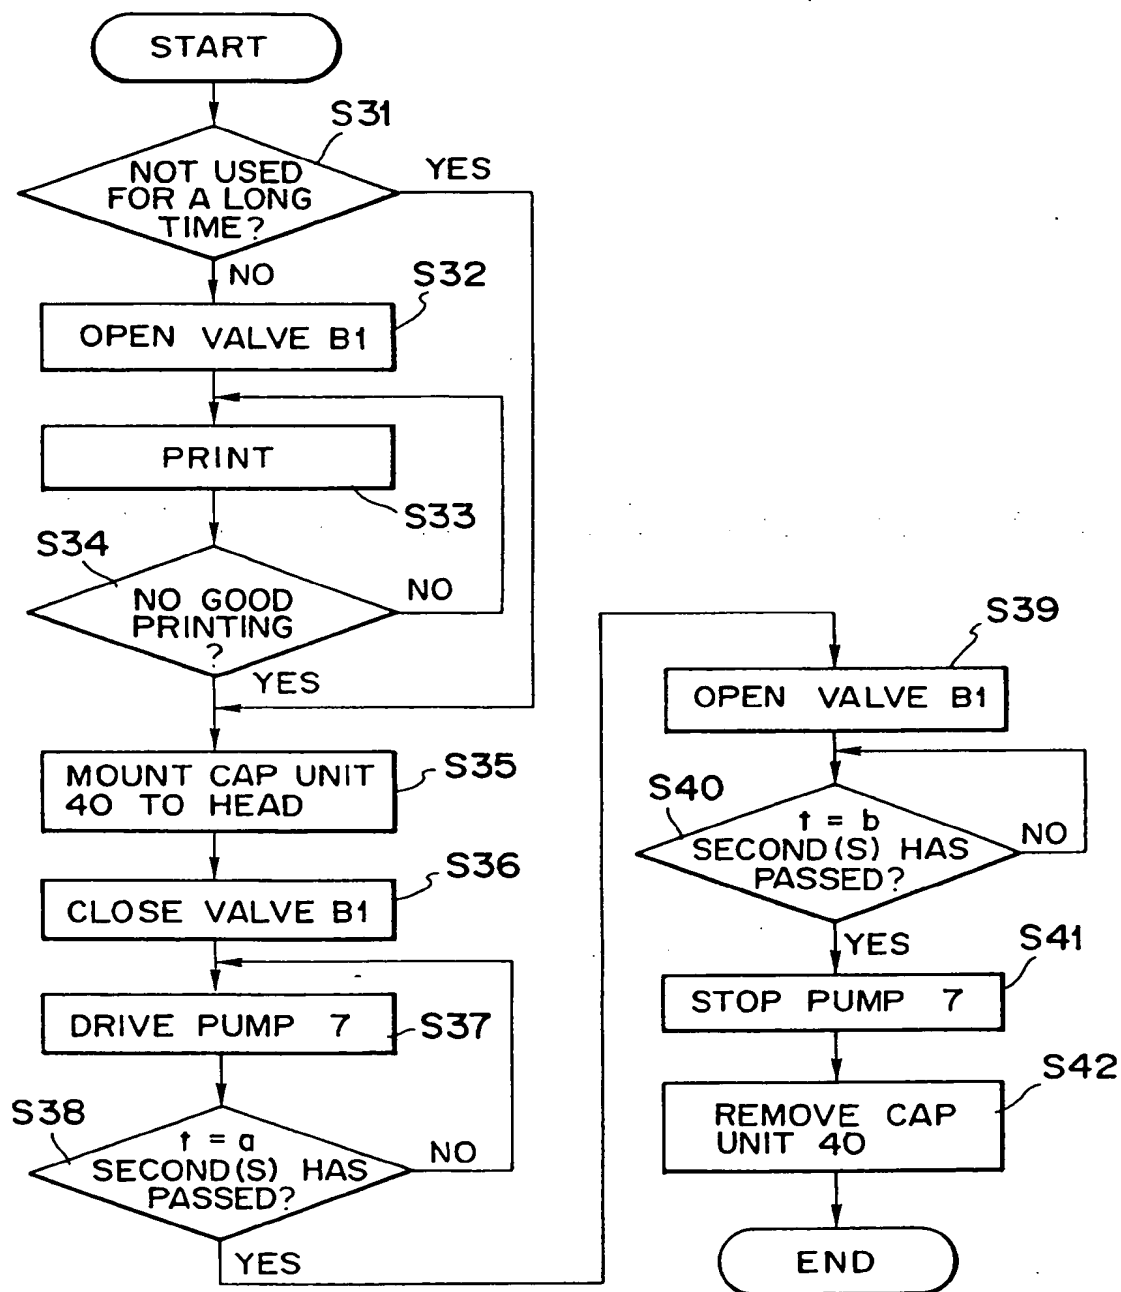 START
S31
NOT USED
FOR A LONG
TIME?
YES
NO
S32
OPEN VALVE B1
PRINT
S33
S34
NO GOOD
PRINTING
?
NO
YES
MOUNT CAP UNIT
40 TO HEAD
S35
S36
CLOSE VALVE B1
DRIVE PUMP 7
S37
S38
t = a
SECOND(S) HAS
PASSED?
NO
YES
S39
OPEN VALVE B1
S40
t = b
SECOND(S) HAS
PASSED?
NO
YES
S41
STOP PUMP 7
S42
REMOVE CAP
UNIT 40
END